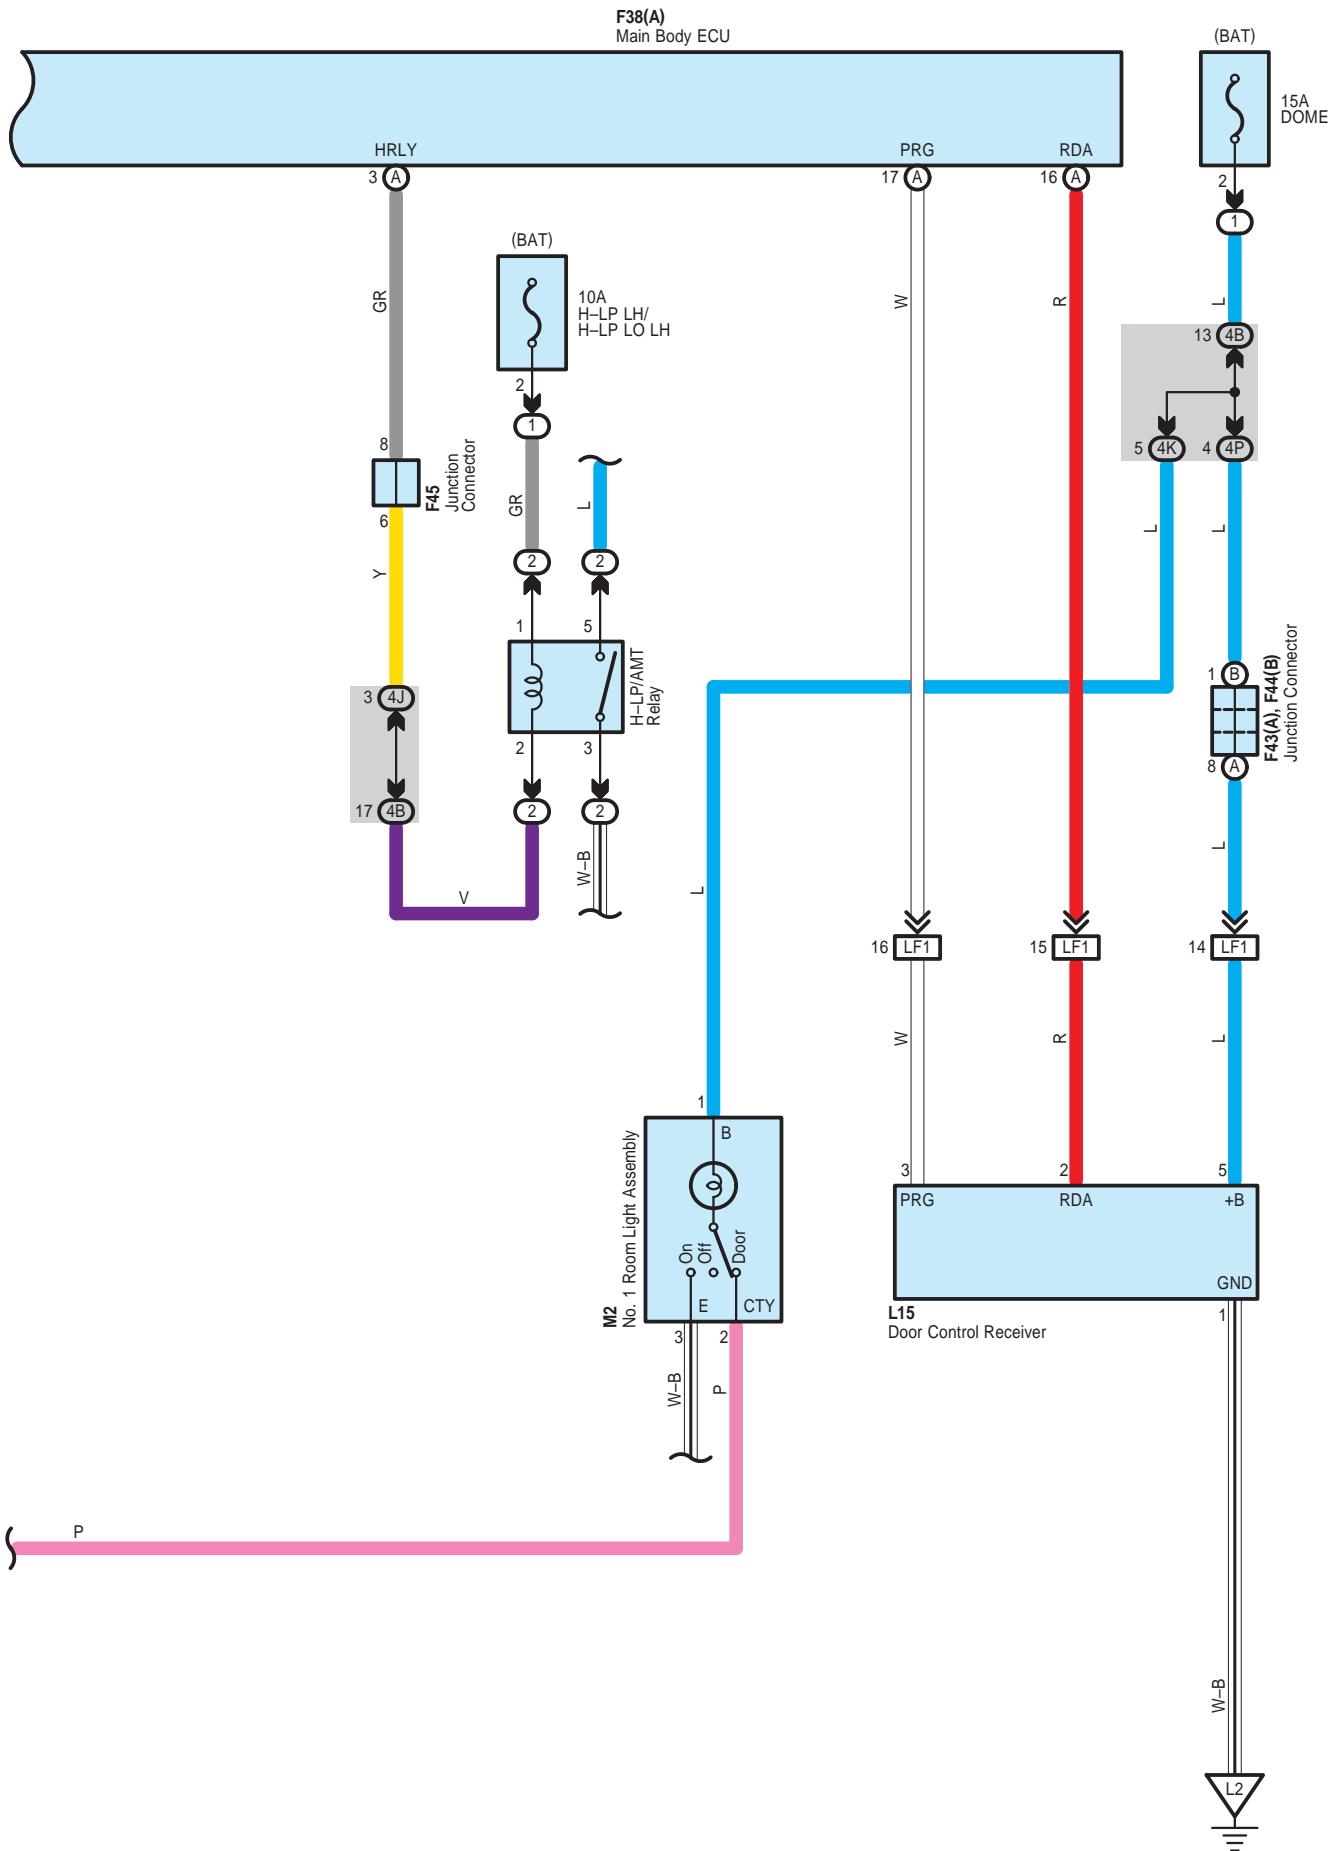 F38(A)
Main Body ECU
(BAT)
15A
DOME
HRLY
PRG
RDA
3 A
17 A
16 A
2
1
(BAT)
10A
H–LP LH/
H–LP LO LH
GR
W
R
L
13 4B
2
1
5 4K
4 4P
8
F45
Junction
Connector
6
GR
L
L
L
Y
2
2
1
5
H–LP/AMT
Relay
1 B
F43(A), F44(B)
Junction Connector
3 4J
2
3
8 A
17 4B
2
2
V
W–B
L
L
16 LF1
15 LF1
14 LF1
W
R
L
1
B
M2
No. 1 Room Light Assembly
On
Off
Door
E
CTY
3
2
3
2
5
PRG
RDA
+B
GND
L15
Door Control Receiver
1
W–B
P
P
W–B
L2